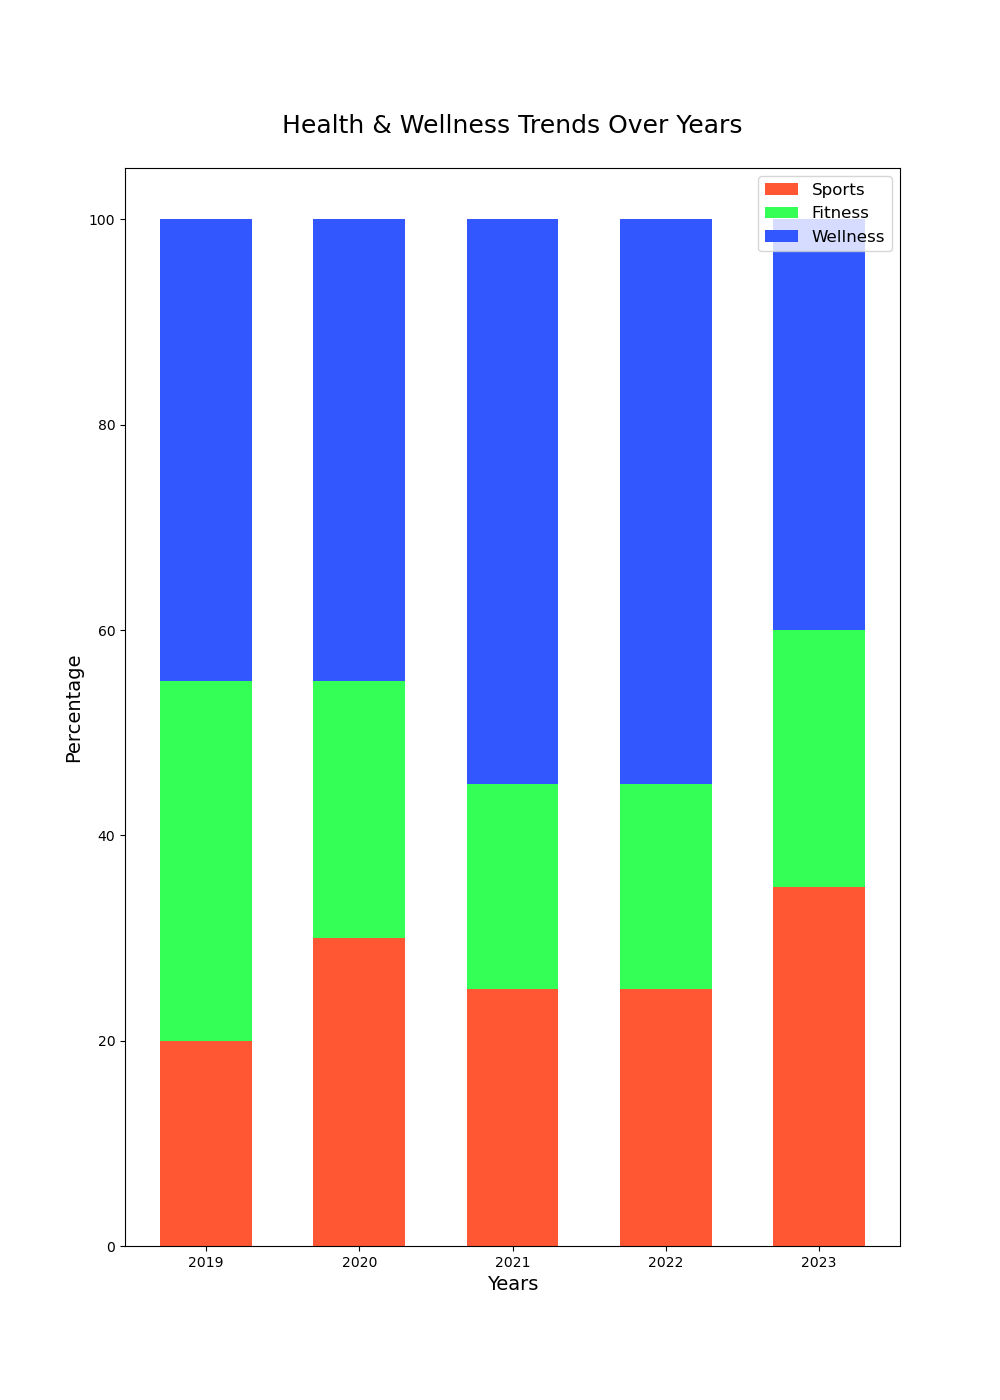 Health & Wellness Trends Over Years
Sports
Fitness
Wellness
100
80
60
40
20
0
Percentage
2019 2020 2021 2022 2023
Years